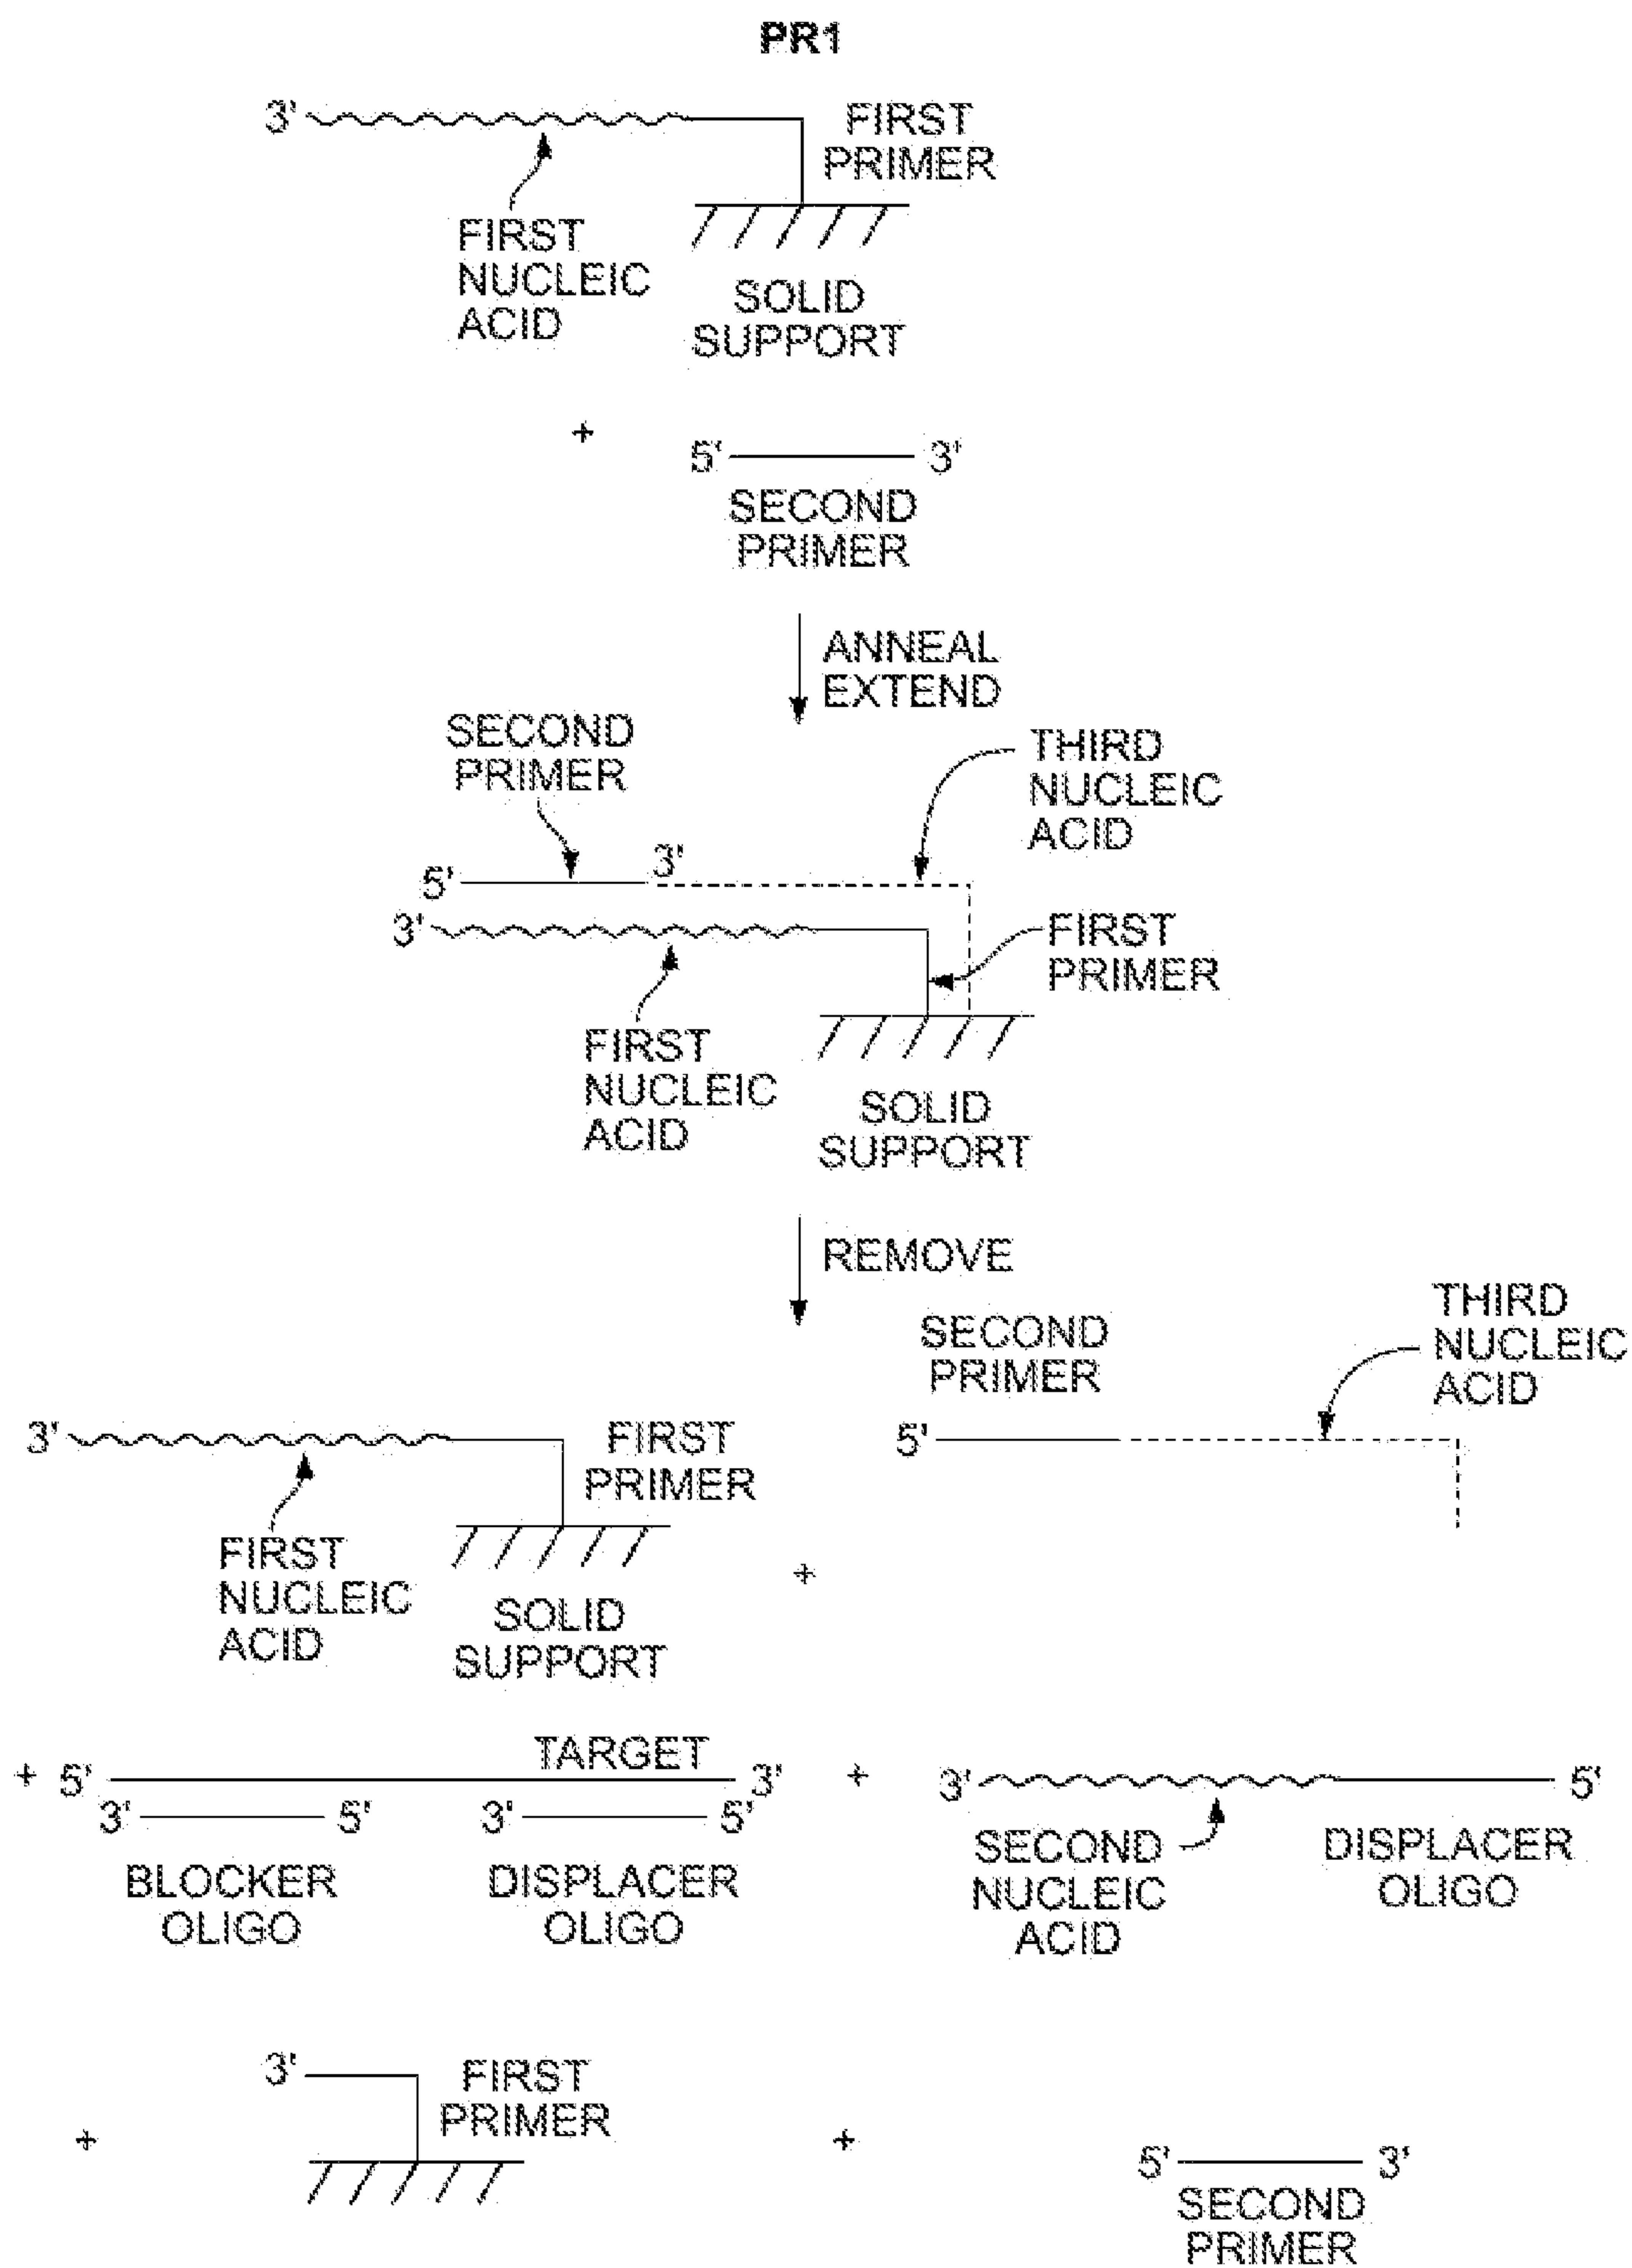 PR1
3'
FIRST
PRIMER
FIRST
NUCLEIC
ACID
SOLID
SUPPORT
+
5' 3'
SECOND
PRIMER
ANNEAL
EXTEND
SECOND
PRIMER
THIRD
NUCLEIC
ACID
5' 3'
3'
FIRST
PRIMER
FIRST
NUCLEIC
ACID
SOLID
SUPPORT
REMOVE
SECOND
PRIMER
THIRD
NUCLEIC
ACID
3'
FIRST
PRIMER
5'
FIRST
NUCLEIC
ACID
SOLID
SUPPORT
+
TARGET
+ 5' 3' + 3' 5'
3' 5' 3' 5'
BLOCKER
OLIGO
DISPLACER
OLIGO
SECOND
NUCLEIC
ACID
DISPLACER
OLIGO
3'
FIRST
PRIMER
+ +
5' 3'
SECOND
PRIMER